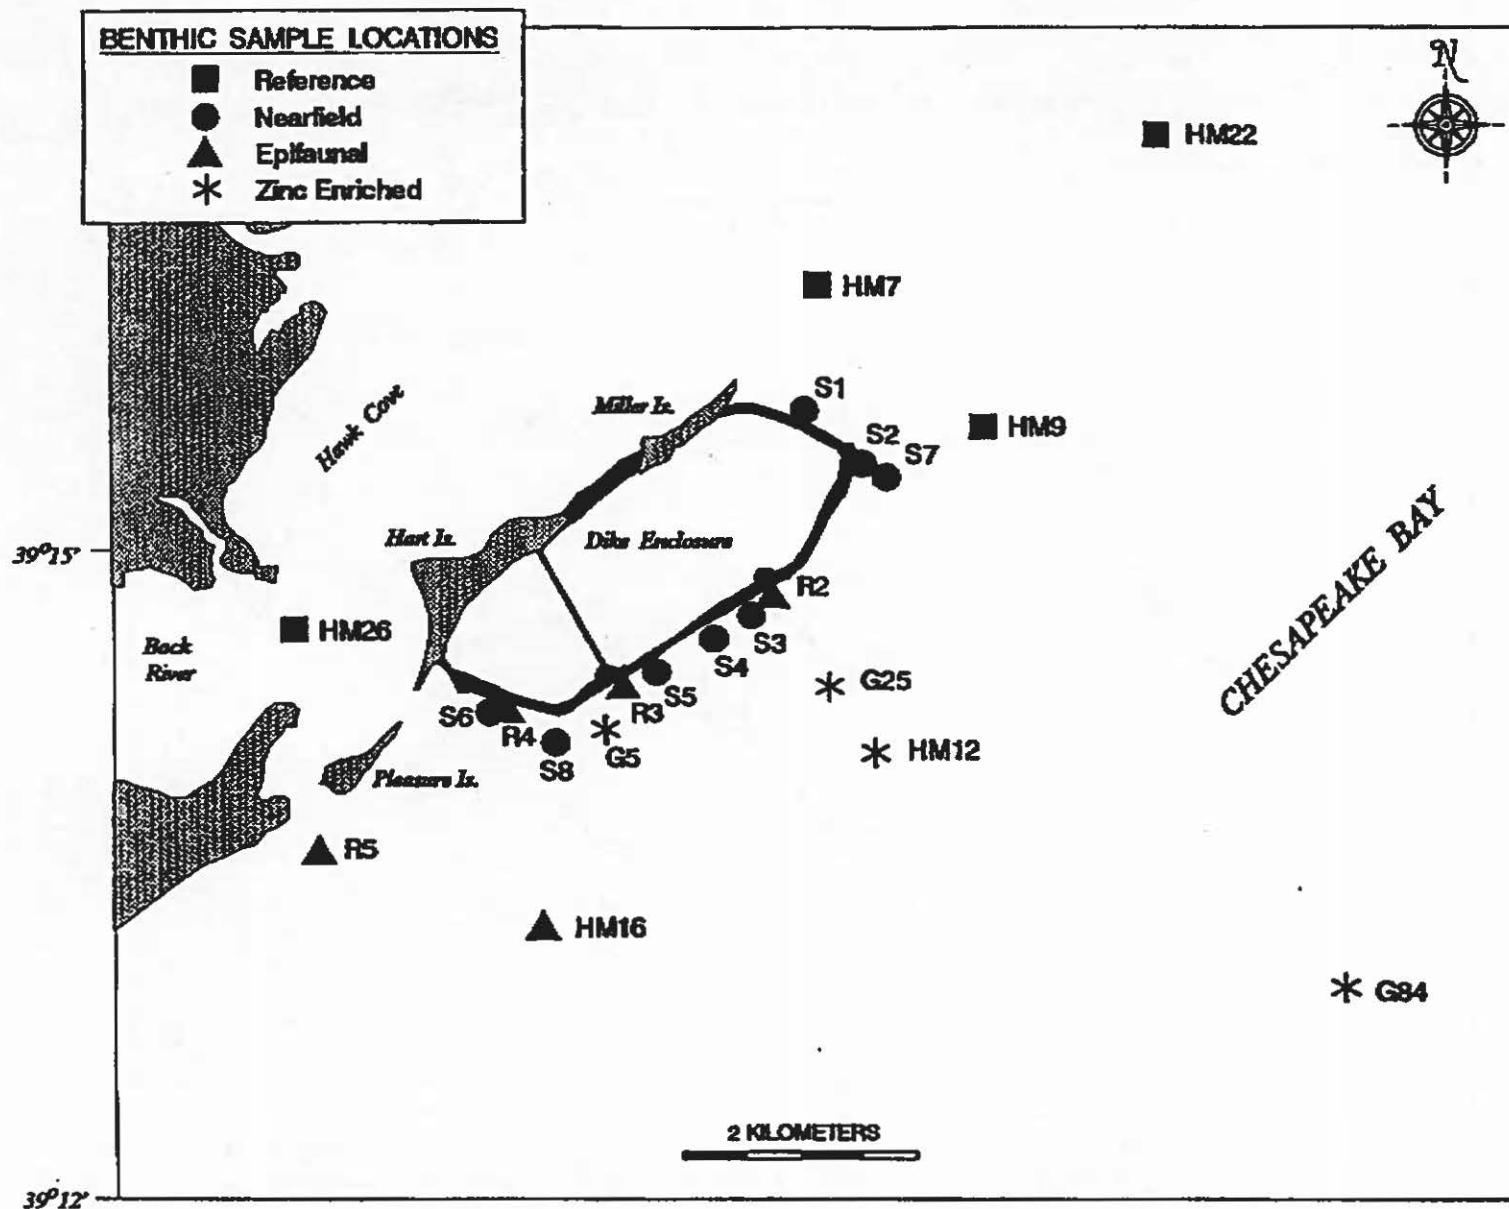 BENTHIC SAMPLE LOCATIONS
Reference
Nearfield
Epifaunal
Zinc Enriched
N
HM22
HM7
S1
Miller Is.
S2
HM9
S7
Hawk Cove
CHESAPEAKE BAY
Hart Is.
Dike Enclosure
39°15'
R2
HM26
S3
Back
River
S4
G25
S5
S6
R3
R4
G5
HM12
S8
Pleasure Is.
R5
HM16
G84
2 KILOMETERS
39°12'